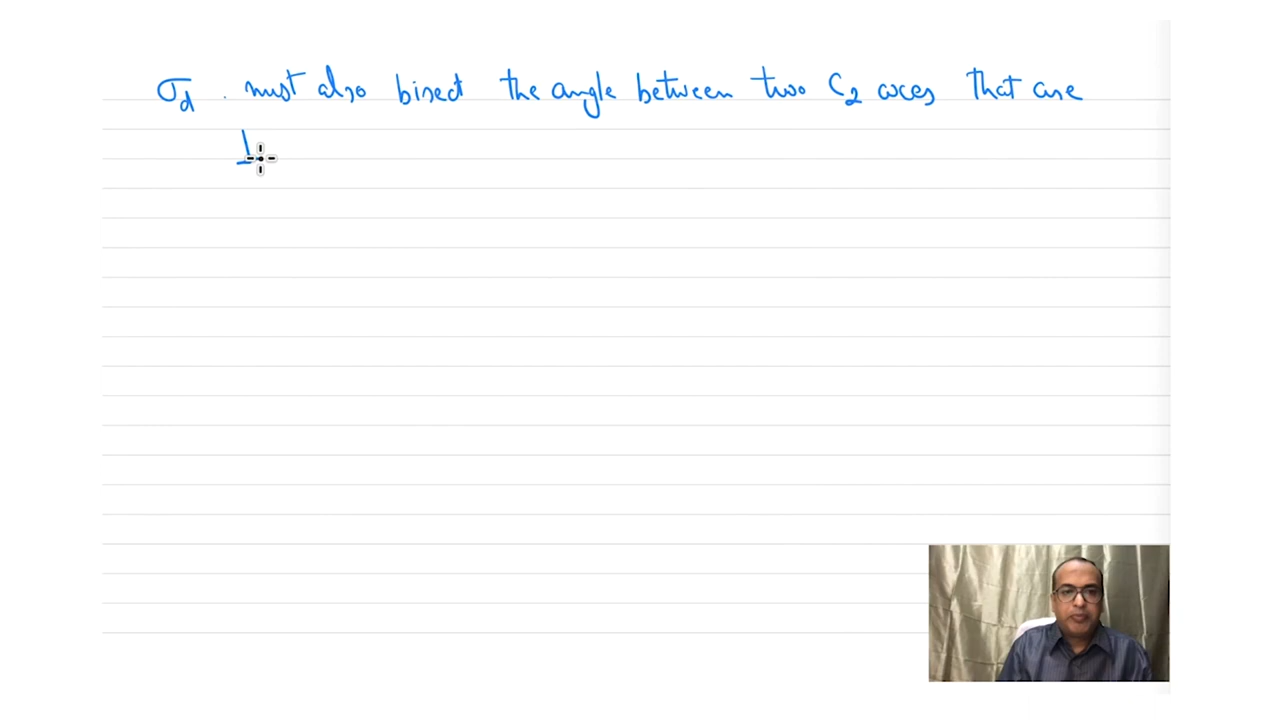 σd must also bisect the angle between two C2 axes that are
⊥